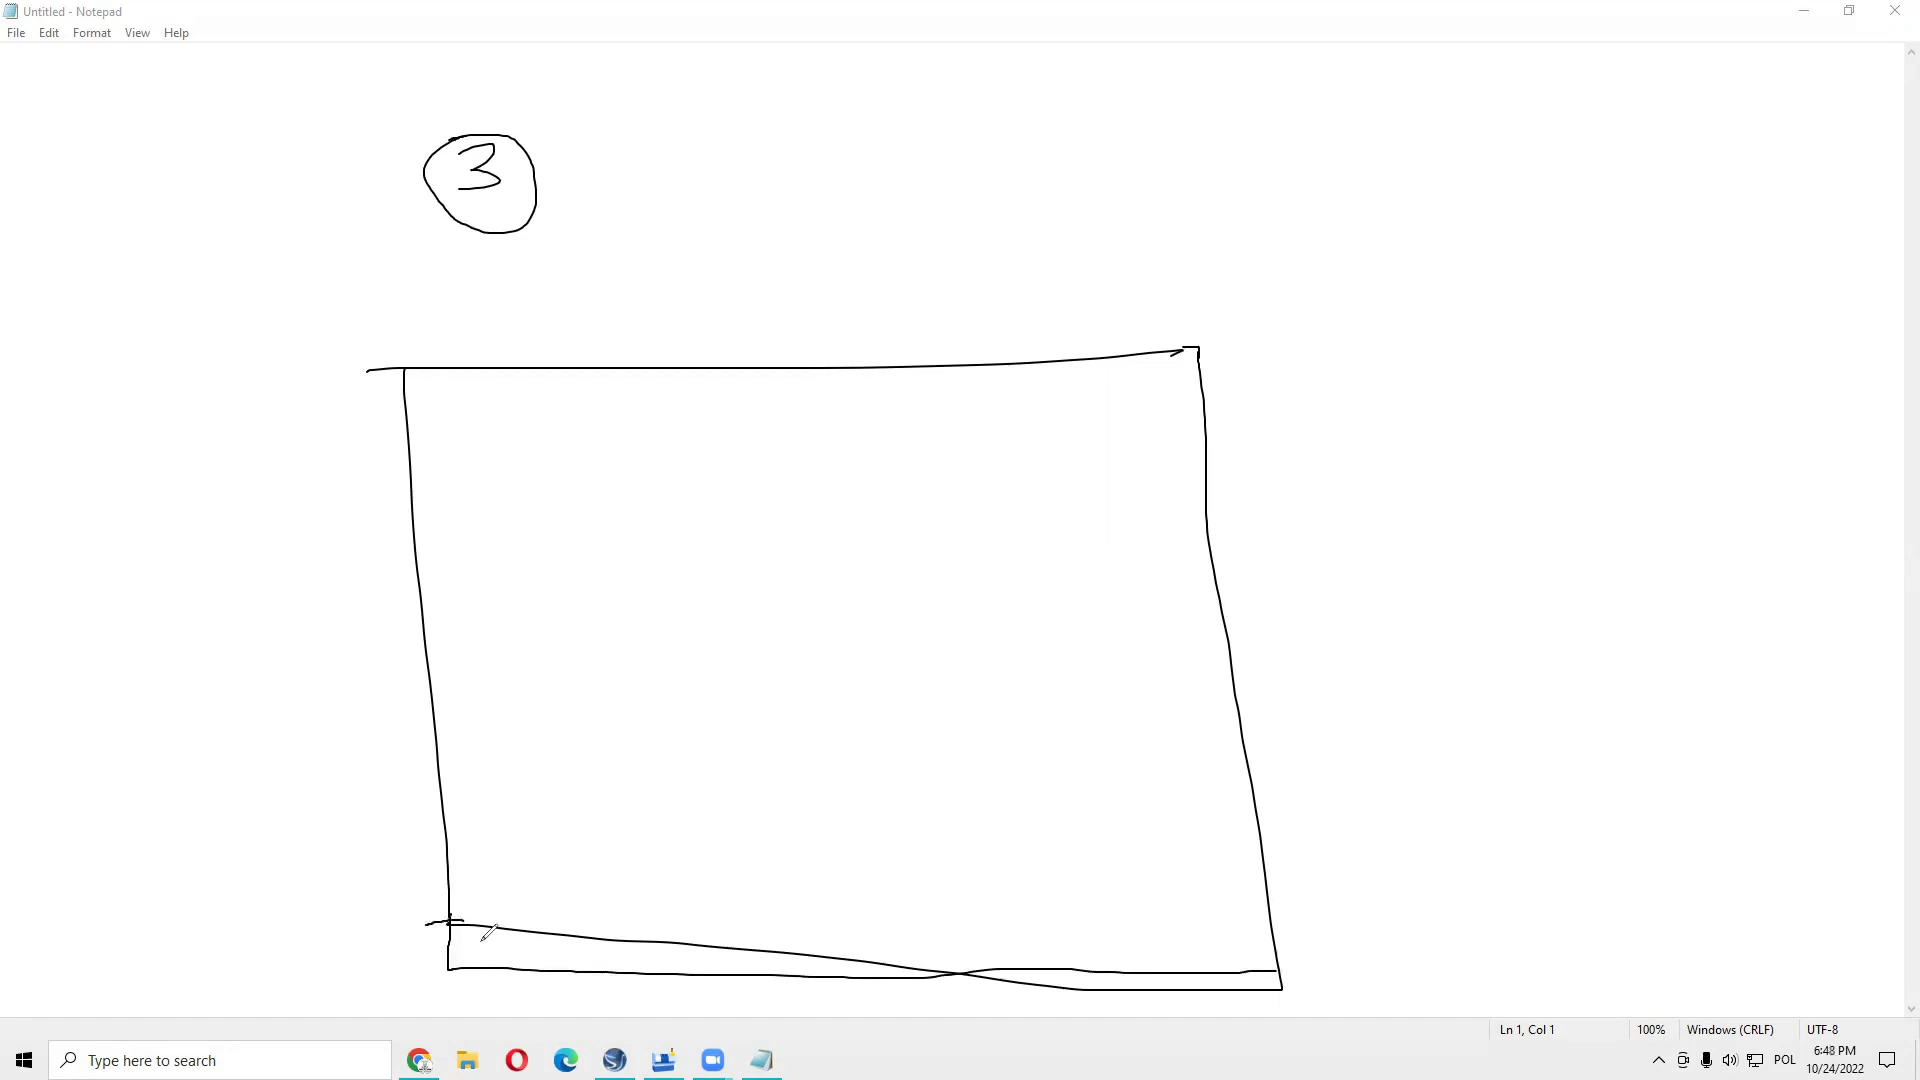 Untitled - Notepad
File Edit Format View Help
3
Ln 1, Col 1 100% Windows (CRLF) UTF-8
Type here to search
POL
6:48 PM
10/24/2022